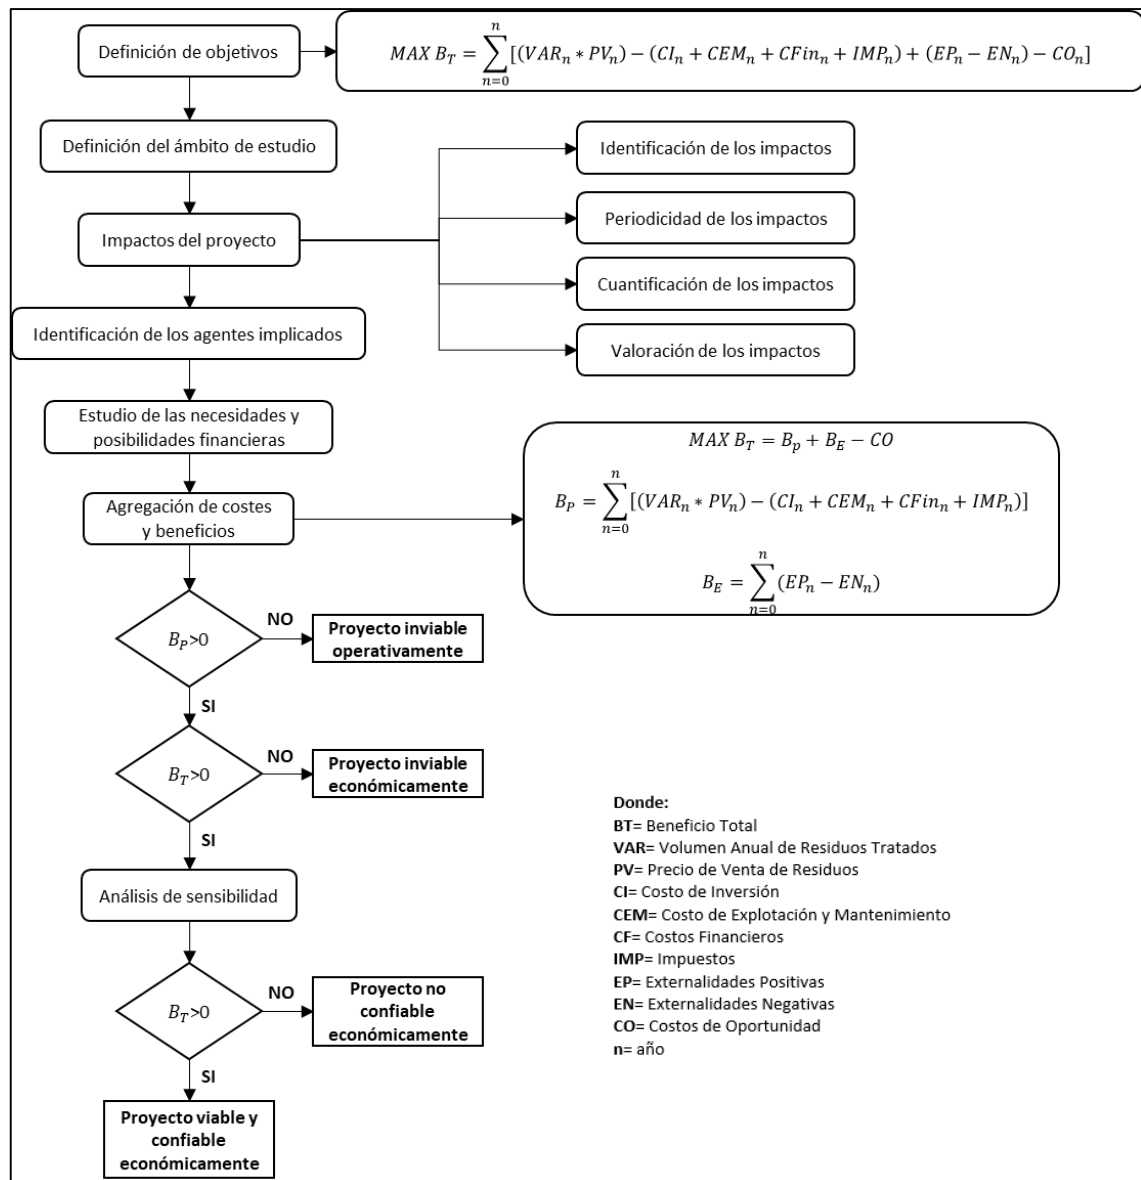 Definición de objetivos
MAX B_T = \sum_{n=0}^{n} [(VAR_n * PV_n) − (CI_n + CEM_n + CFin_n + IMP_n) + (EP_n − EN_n) − CO_n]
Definición del ámbito de estudio
Identificación de los impactos
Periodicidad de los impactos
Impactos del proyecto
Cuantificación de los impactos
Identificación de los agentes implicados
Valoración de los impactos
Estudio de las necesidades y
posibilidades financieras
MAX B_T = B_p + B_E − CO
B_P = \sum_{n=0}^{n} [(VAR_n * PV_n) − (CI_n + CEM_n + CFin_n + IMP_n)]
B_E = \sum_{n=0}^{n} (EP_n − EN_n)
Agregación de costes
y beneficios
B_P>0
NO
Proyecto inviable
operativamente
SI
B_T>0
NO
Proyecto inviable
económicamente
SI
Análisis de sensibilidad
B_T>0
NO
Proyecto no
confiable
económicamente
SI
Proyecto viable y
confiable
económicamente
Donde:
BT= Beneficio Total
VAR= Volumen Anual de Residuos Tratados
PV= Precio de Venta de Residuos
CI= Costo de Inversión
CEM= Costo de Explotación y Mantenimiento
CF= Costos Financieros
IMP= Impuestos
EP= Externalidades Positivas
EN= Externalidades Negativas
CO= Costos de Oportunidad
n= año